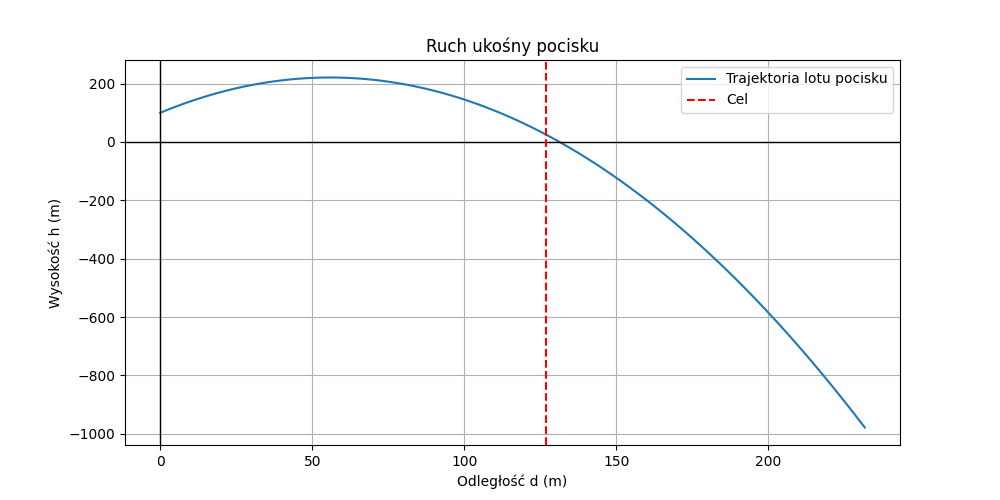 Ruch ukośny pocisku
Trajektoria lotu pocisku
Cel
Wysokość h (m)
200
0
−200
−400
−600
−800
−1000
0
50
100
150
200
Odległość d (m)